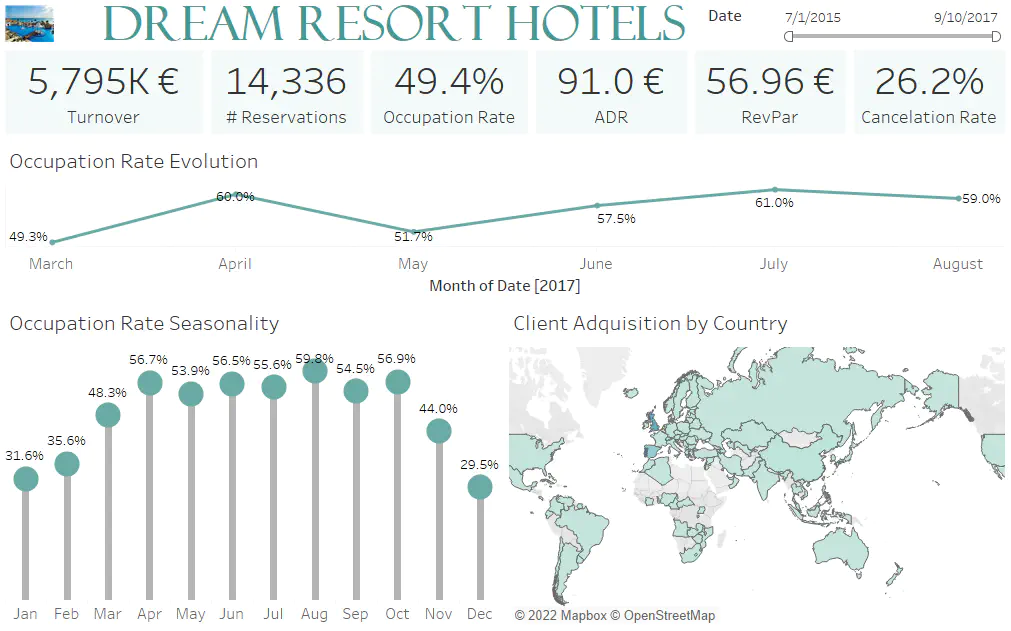 DREAM RESORT HOTELS
Date
7/1/2015 9/10/2017
5,795K €
Turnover
14,336
# Reservations
49.4%
Occupation Rate
91.0 €
ADR
56.96 €
RevPar
26.2%
Cancelation Rate
Occupation Rate Evolution
49.3% 60.0% 51.7% 57.5% 61.0% 59.0%
March April May June July August
Month of Date [2017]
Occupation Rate Seasonality
31.6% 35.6% 48.3% 56.7% 53.9% 56.5% 55.6% 59.8% 54.5% 56.9% 44.0% 29.5%
Jan Feb Mar Apr May Jun Jul Aug Sep Oct Nov Dec
Client Adquisition by Country
© 2022 Mapbox © OpenStreetMap